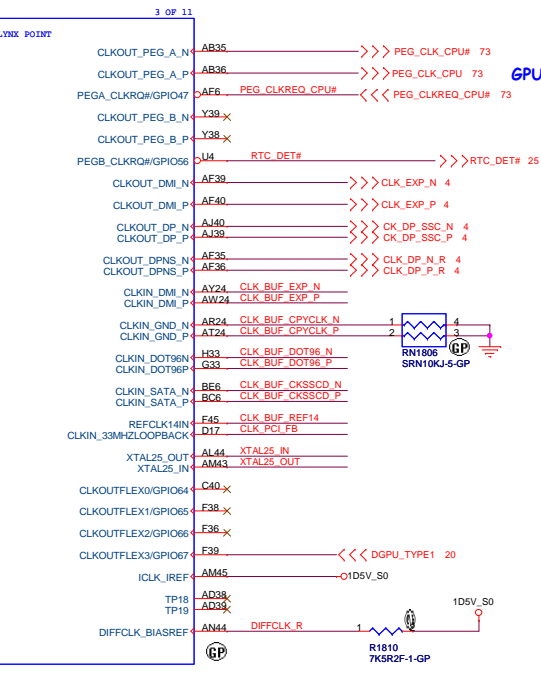 3 OF 11
LYNX POINT
CLKOUT_PEG_A_N AB35 PEG_CLK_CPU# 73
CLKOUT_PEG_A_P AB36 PEG_CLK_CPU 73
GPU
PEGA_CLKRQ#/GPIO47 AF6 PEG_CLKREQ_CPU# PEG_CLKREQ_CPU# 73
CLKOUT_PEG_B_N Y39
CLKOUT_PEG_B_P Y38
PEGB_CLKRQ#/GPIO56 U4 RTC_DET# RTC_DET# 25
CLKOUT_DMI_N AF39 CLK_EXP_N 4
CLKOUT_DMI_P AF40 CLK_EXP_P 4
CLKOUT_DP_N AJ40 CK_DP_SSC_N 4
CLKOUT_DP_P AJ39 CK_DP_SSC_P 4
CLKOUT_DPNS_N AF35 CLK_DP_N_R 4
CLKOUT_DPNS_P AF36 CLK_DP_P_R 4
CLKIN_DMI_N AY24 CLK_BUF_EXP_N
CLKIN_DMI_P AW24 CLK_BUF_EXP_P
CLKIN_GND_N AR24 CLK_BUF_CPYCLK_N 1 4
CLKIN_GND_P AT24 CLK_BUF_CPYCLK_P 2 3
RN1806 GP
SRN10KJ-5-GP
CLKIN_DOT96N H33 CLK_BUF_DOT96_N
CLKIN_DOT96P G33 CLK_BUF_DOT96_P
CLKIN_SATA_N BE6 CLK_BUF_CKSSCD_N
CLKIN_SATA_P BC6 CLK_BUF_CKSSCD_P
REFCLK14IN F45 CLK_BUF_REF14
CLKIN_33MHZLOOPBACK D17 CLK_PCI_FB
XTAL25_OUT AL44 XTAL25_IN
XTAL25_IN AM43 XTAL25_OUT
CLKOUTFLEX0/GPIO64 C40
CLKOUTFLEX1/GPIO65 F38
CLKOUTFLEX2/GPIO66 F36
CLKOUTFLEX3/GPIO67 F39 DGPU_TYPE1 20
ICLK_IREF AM45 1D5V_S0
TP18 AD38
TP19 AD39
1D5V_S0
DIFFCLK_BIASREF AN44 DIFFCLK_R 1
GP
R1810
7K5R2F-1-GP